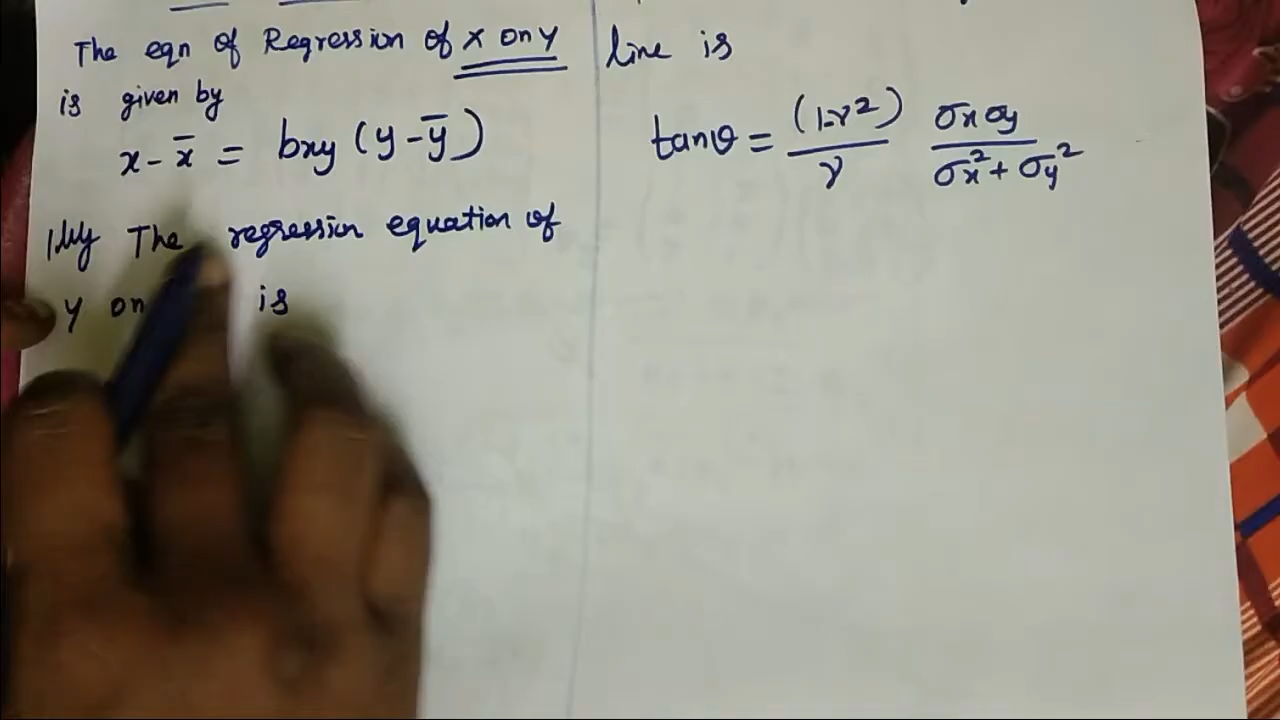 The eqn of Regression of x on y
is given by
x - x̄ = bxy (y - ȳ)
|||ly The regression equation of
y on is
line is
tanθ = (1-r²)/r σxσy/σx² + σy²